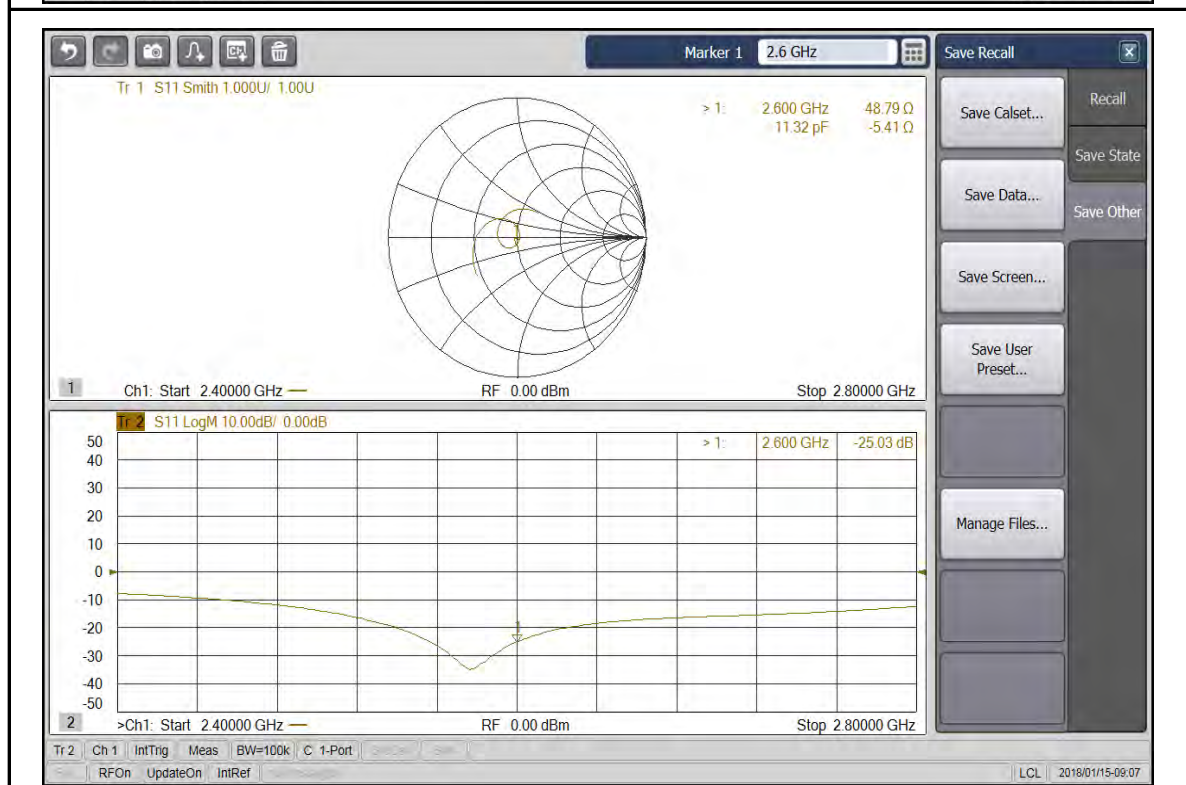 Marker 1 2.6 GHz
Save Recall
Tr 1 S11 Smith 1.000U/ 1.00U
> 1: 2.600 GHz 48.79 Ω
11.32 pF -5.41 Ω
1
Ch1: Start 2.40000 GHz
RF 0.00 dBm
Stop 2.80000 GHz
Tr 2 S11 LogM 10.00dB/ 0.00dB
> 1: 2.600 GHz -25.03 dB
50
40
30
20
10
0
-10
-20
-30
-40
-50
1
2
>Ch1: Start 2.40000 GHz
RF 0.00 dBm
Stop 2.80000 GHz
Save Calset...
Save Data...
Save Screen...
Save User
Preset...
Manage Files...
Recall
Save State
Save Other
Tr 2 Ch 1 IntTrig Meas BW=100k C 1-Port
RFOn UpdateOn IntRef
LCL 2018/01/15-09:07